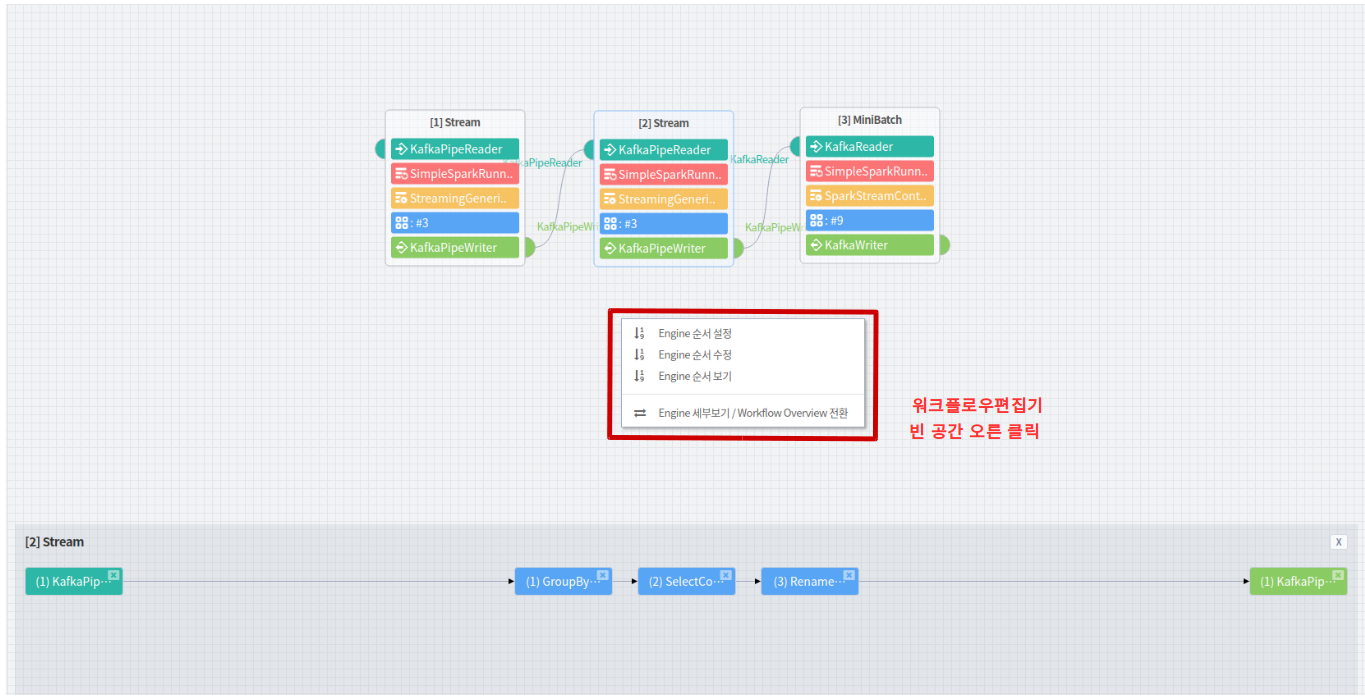 [1] Stream
KafkaPipeReader
SimpleSparkRunn..
StreamingGeneri..
: #3
KafkaPipeWriter
KafkaPipeReader
KafkaPipeWri
[2] Stream
KafkaPipeReader
SimpleSparkRunn..
StreamingGeneri..
: #3
KafkaPipeWriter
KafkaReader
KafkaPipeW
[3] MiniBatch
KafkaReader
SimpleSparkRunn..
SparkStreamCont..
: #9
KafkaWriter
Engine 순서 설정
Engine 순서 수정
Engine 순서 보기
Engine 세부보기 / Workflow Overview 전환
워크플로우편집기
빈 공간 오른 클릭
[2] Stream
X
(1) KafkaPip···
(1) GroupBy···
(2) SelectCo···
(3) Rename···
(1) KafkaPip···